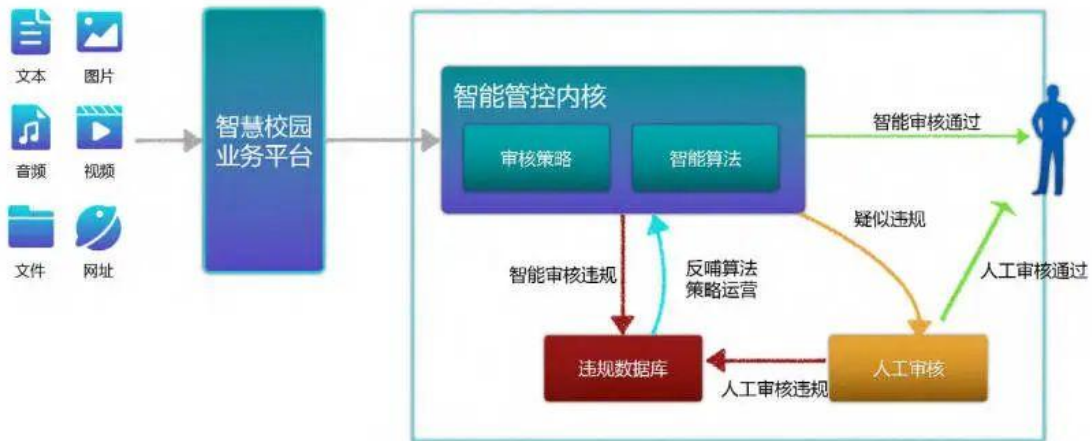 文本
图片
音频
视频
文件
网址
智慧校园
业务平台
智能管控内核
审核策略
智能算法
智能审核通过
疑似违规
智能审核违规
反哺算法
策略运营
人工审核通过
违规数据库
人工审核违规
人工审核